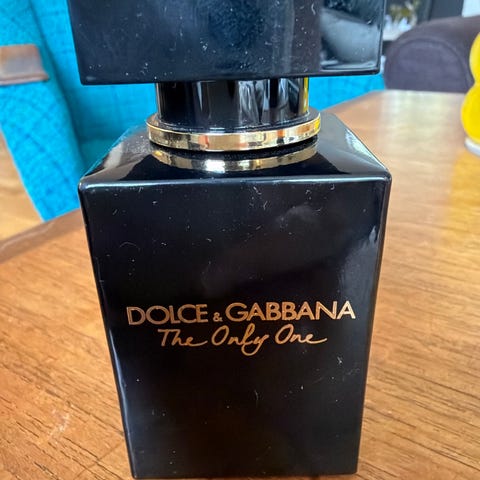 DOLCE & GABBANA
The Only One